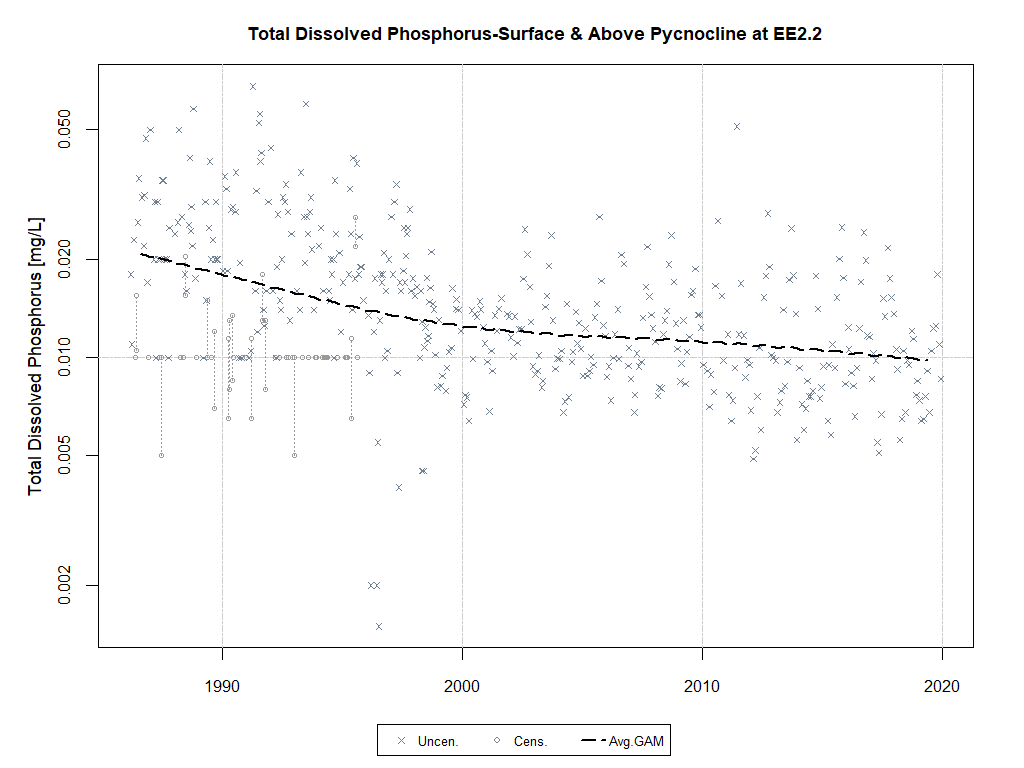 Total Dissolved Phosphorus-Surface & Above Pycnocline at EE2.2
Total Dissolved Phosphorus [mg/L]
0.050
0.020
0.010
0.005
0.002
1990 2000 2010 2020
Uncen. Cens. Avg.GAM